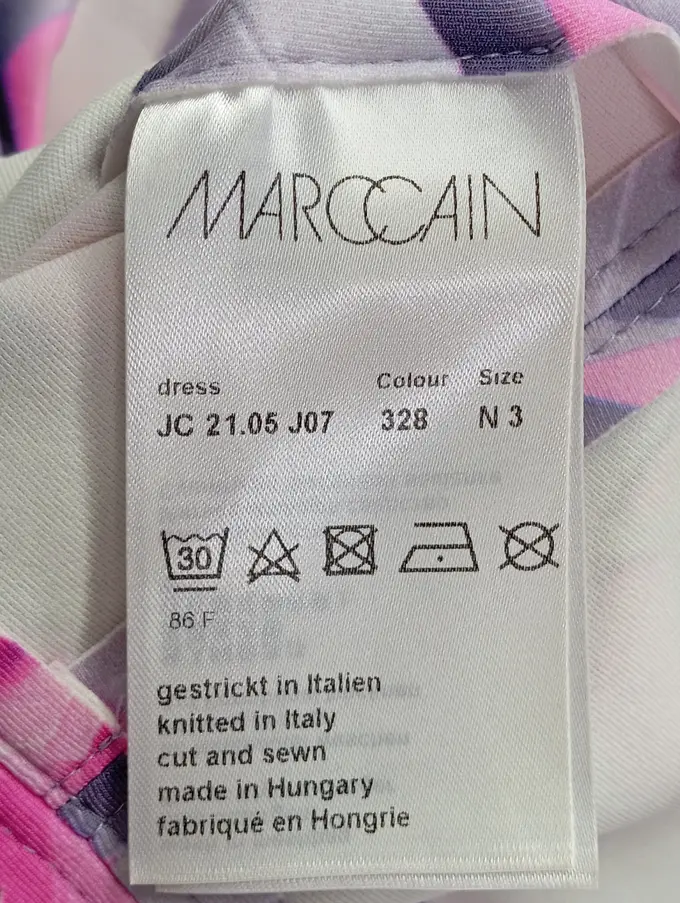 MARCCAIN
dress Colour Size
JC 21.05 J07 328 N 3
30
86 F
gestrickt in Italien
knitted in Italy
cut and sewn
made in Hungary
fabriqué en Hongrie